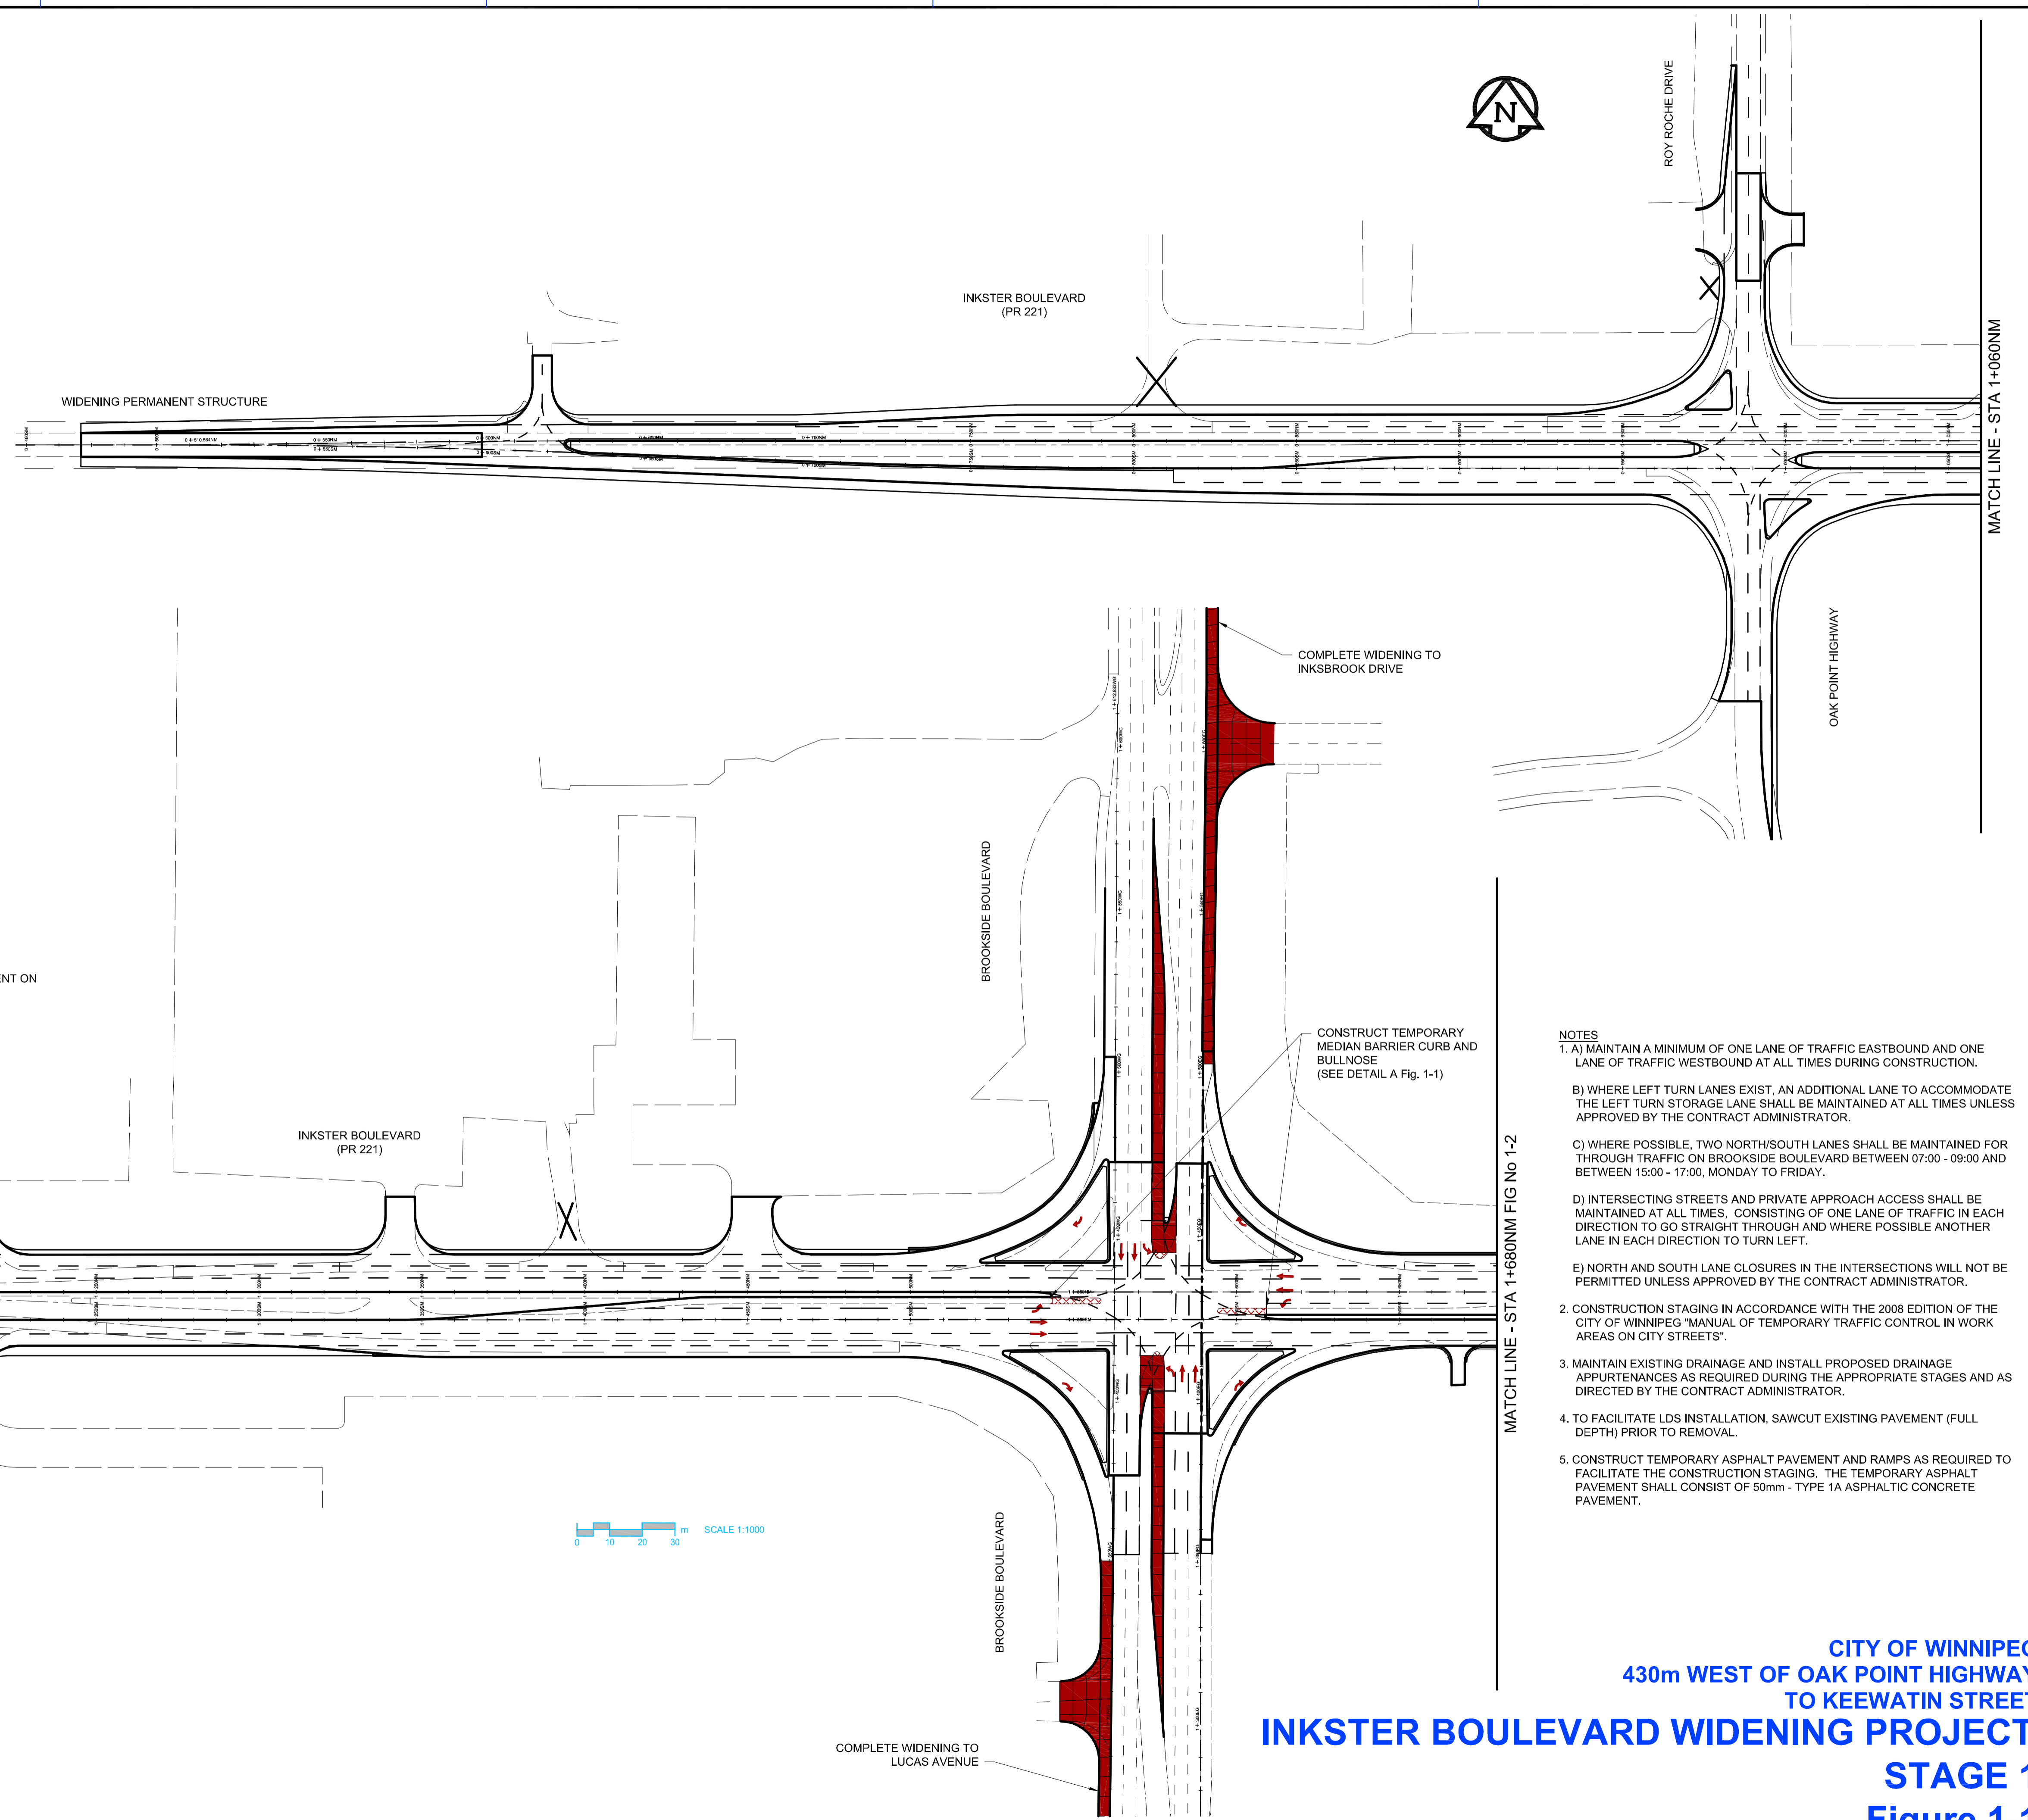 ROY ROCHE DRIVE
N
INKSTER BOULEVARD
(PR 221)
WIDENING PERMANENT STRUCTURE
MATCH LINE - STA 1+060NM
OAK POINT HIGHWAY
COMPLETE WIDENING TO
INKSBROOK DRIVE
BROOKSIDE BOULEVARD
ENT ON
CONSTRUCT TEMPORARY
MEDIAN BARRIER CURB AND
BULLNOSE
(SEE DETAIL A Fig. 1-1)
INKSTER BOULEVARD
(PR 221)
MATCH LINE - STA 1+680NM FIG No 1-2
NOTES
1. A) MAINTAIN A MINIMUM OF ONE LANE OF TRAFFIC EASTBOUND AND ONE
LANE OF TRAFFIC WESTBOUND AT ALL TIMES DURING CONSTRUCTION.
B) WHERE LEFT TURN LANES EXIST, AN ADDITIONAL LANE TO ACCOMMODATE
THE LEFT TURN STORAGE LANE SHALL BE MAINTAINED AT ALL TIMES UNLESS
APPROVED BY THE CONTRACT ADMINISTRATOR.
C) WHERE POSSIBLE, TWO NORTH/SOUTH LANES SHALL BE MAINTAINED FOR
THROUGH TRAFFIC ON BROOKSIDE BOULEVARD BETWEEN 07:00 - 09:00 AND
BETWEEN 15:00 - 17:00, MONDAY TO FRIDAY.
D) INTERSECTING STREETS AND PRIVATE APPROACH ACCESS SHALL BE
MAINTAINED AT ALL TIMES, CONSISTING OF ONE LANE OF TRAFFIC IN EACH
DIRECTION TO GO STRAIGHT THROUGH AND WHERE POSSIBLE ANOTHER
LANE IN EACH DIRECTION TO TURN LEFT.
E) NORTH AND SOUTH LANE CLOSURES IN THE INTERSECTIONS WILL NOT BE
PERMITTED UNLESS APPROVED BY THE CONTRACT ADMINISTRATOR.
2. CONSTRUCTION STAGING IN ACCORDANCE WITH THE 2008 EDITION OF THE
CITY OF WINNIPEG "MANUAL OF TEMPORARY TRAFFIC CONTROL IN WORK
AREAS ON CITY STREETS".
3. MAINTAIN EXISTING DRAINAGE AND INSTALL PROPOSED DRAINAGE
APPURTENANCES AS REQUIRED DURING THE APPROPRIATE STAGES AND AS
DIRECTED BY THE CONTRACT ADMINISTRATOR.
4. TO FACILITATE LDS INSTALLATION, SAWCUT EXISTING PAVEMENT (FULL
DEPTH) PRIOR TO REMOVAL.
5. CONSTRUCT TEMPORARY ASPHALT PAVEMENT AND RAMPS AS REQUIRED TO
FACILITATE THE CONSTRUCTION STAGING. THE TEMPORARY ASPHALT
PAVEMENT SHALL CONSIST OF 50mm - TYPE 1A ASPHALTIC CONCRETE
PAVEMENT.
m SCALE 1:1000
0 10 20 30
BROOKSIDE BOULEVARD
COMPLETE WIDENING TO
LUCAS AVENUE
CITY OF WINNIPEG
430m WEST OF OAK POINT HIGHWAY
TO KEEWATIN STREET
INKSTER BOULEVARD WIDENING PROJECT
STAGE 1
Figure 1-1